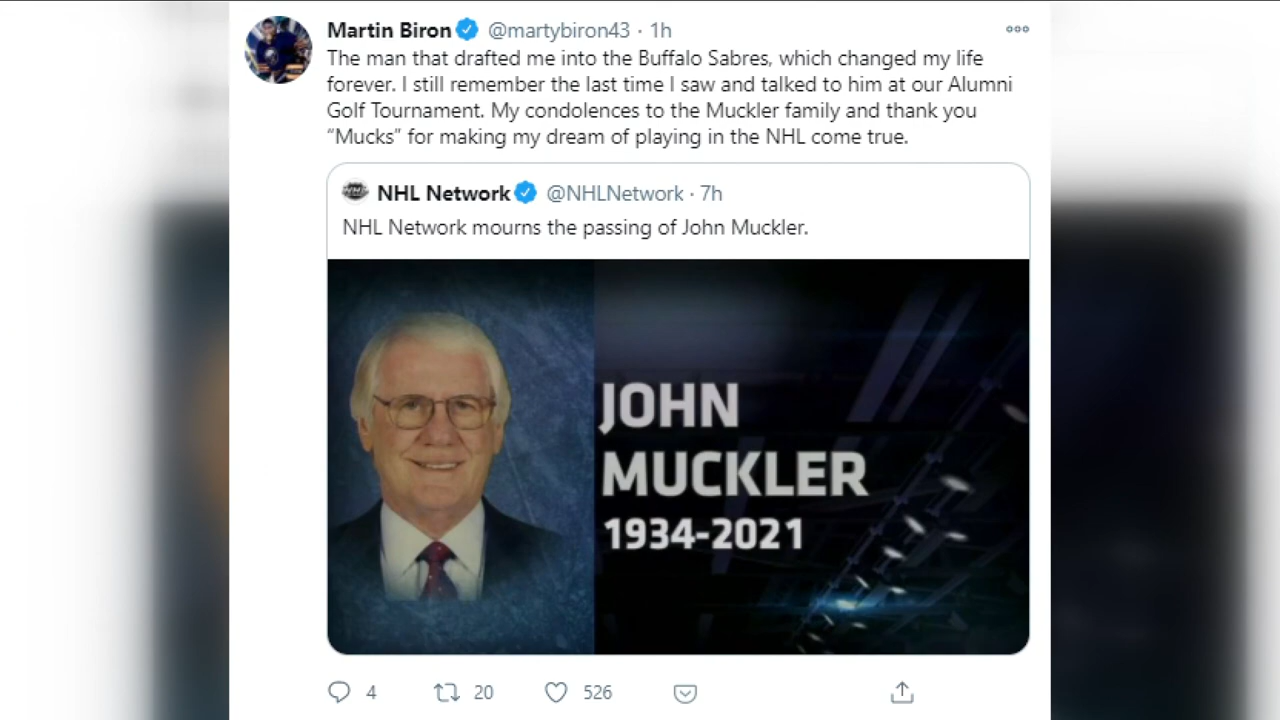 Martin Biron @martybiron43 · 1h
The man that drafted me into the Buffalo Sabres, which changed my life
forever. I still remember the last time I saw and talked to him at our Alumni
Golf Tournament. My condolences to the Muckler family and thank you
“Mucks” for making my dream of playing in the NHL come true.
NHL Network @NHLNetwork · 7h
NHL Network mourns the passing of John Muckler.
JOHN
MUCKLER
1934-2021
4 20 526